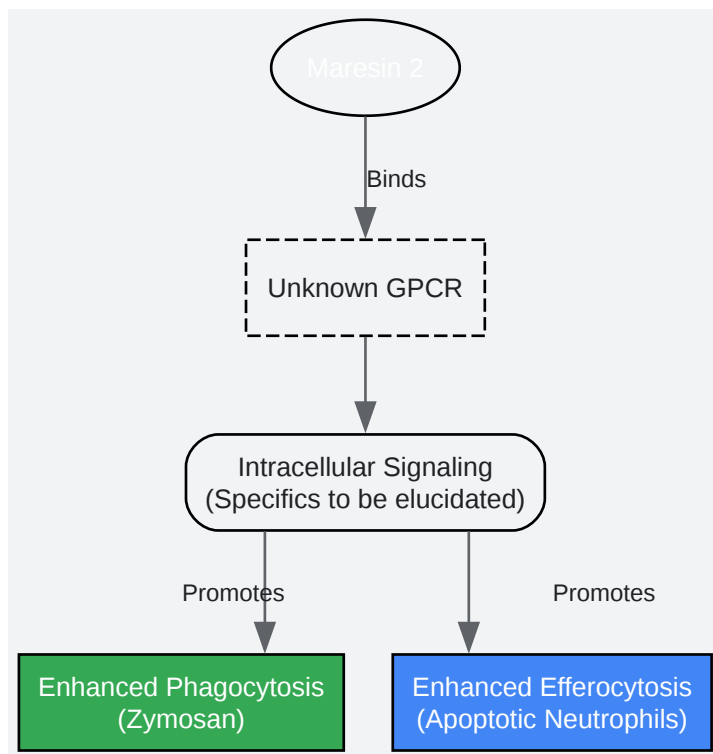 Maresin 2
Binds
Unknown GPCR
Intracellular Signaling
(Specifics to be elucidated)
Promotes
Promotes
Enhanced Phagocytosis
(Zymosan)
Enhanced Efferocytosis
(Apoptotic Neutrophils)